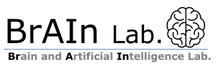 BrAIn Lab.
Brain and Artificial Intelligence Lab.